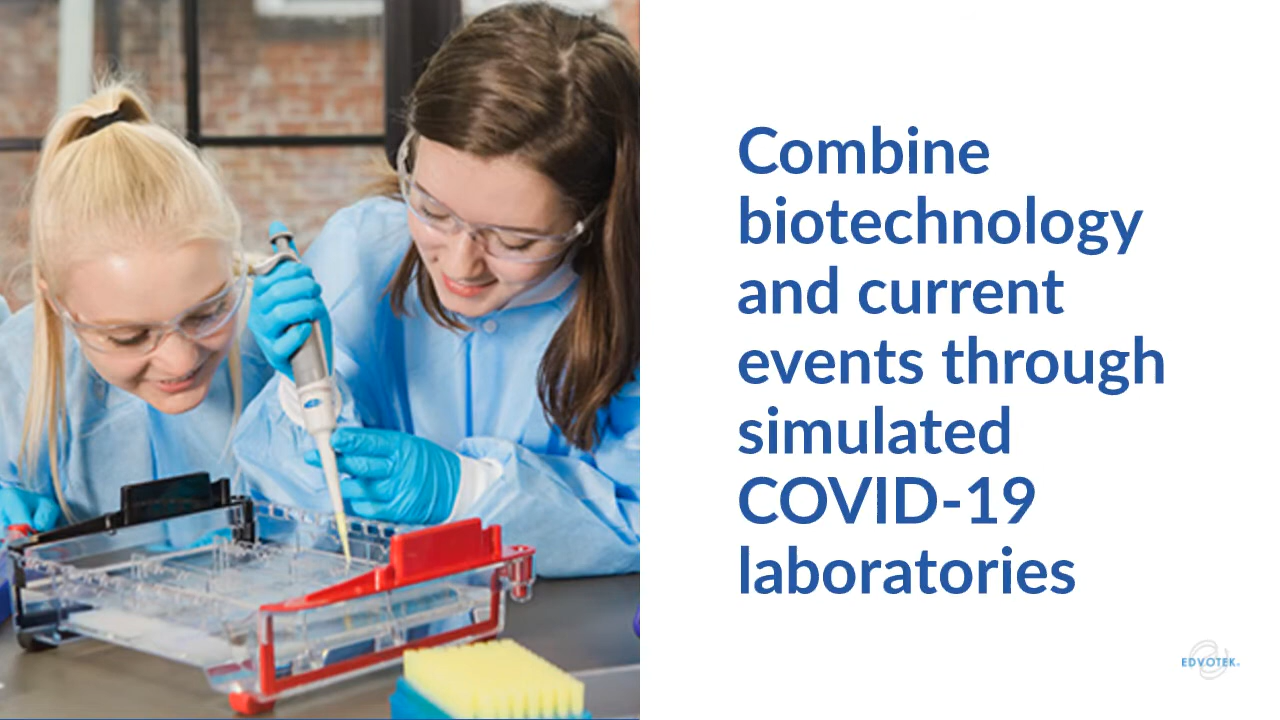 Combine
biotechnology
and current
events through
simulated
COVID-19
laboratories
EDVOTEK®